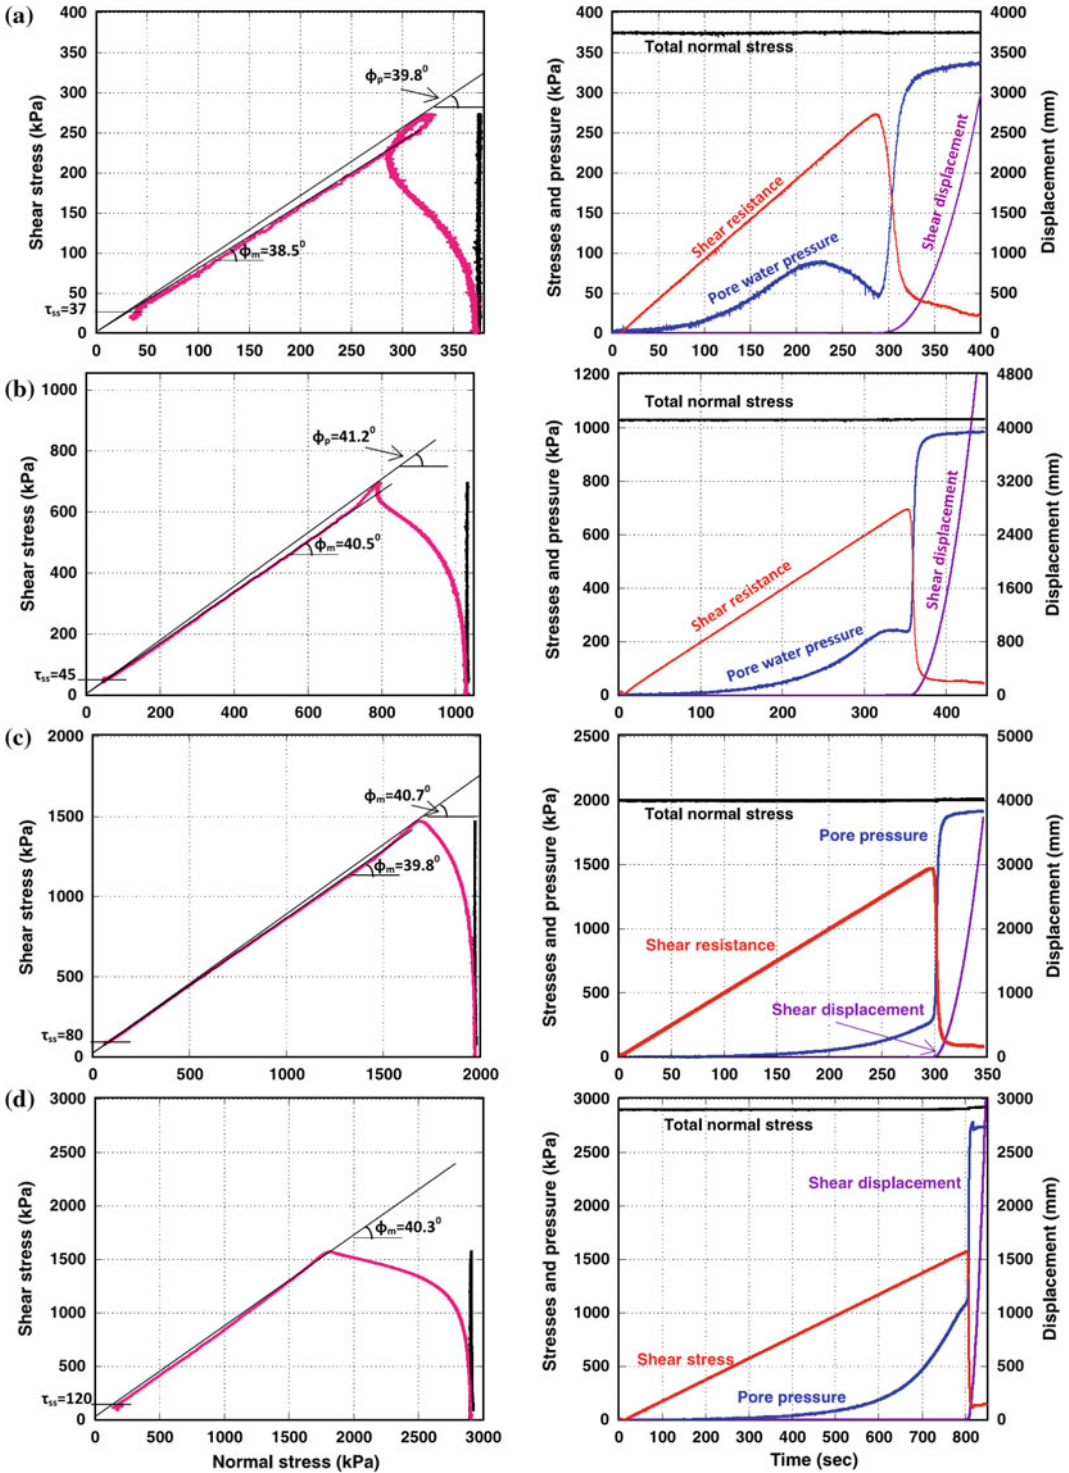 (a)
400
350
300
250
200
150
100
50
0
Shear stress (kPa)
0 50 100 150 200 250 300 350
ϕp=39.8⁰
ϕm=38.5⁰
τss=37
400
350
300
250
200
150
100
50
0
Stresses and pressure (kPa)
Total normal stress
Shear resistance
Pore water pressure
Shear displacement
4000
3500
3000
2500
2000
1500
1000
500
0
Displacement (mm)
0 50 100 150 200 250 300 350 400
(b)
1000
800
600
400
200
0
Shear stress (kPa)
0 200 400 600 800 1000
ϕp=41.2⁰
ϕm=40.5⁰
τss=45
1200
1000
800
600
400
200
0
Stresses and pressure (kPa)
Total normal stress
Shear resistance
Pore water pressure
Shear displacement
4800
4000
3200
2400
1600
800
0
Displacement (mm)
0 100 200 300 400
(c)
2000
1500
1000
500
0
Shear stress (kPa)
0 500 1000 1500 2000
ϕm=40.7⁰
ϕm=39.8⁰
τss=80
2500
2000
1500
1000
500
0
Stresses and pressure (kPa)
Total normal stress
Pore pressure
Shear resistance
Shear displacement
5000
4000
3000
2000
1000
0
Displacement (mm)
0 50 100 150 200 250 300 350
(d)
3000
2500
2000
1500
1000
500
0
Shear stress (kPa)
0 500 1000 1500 2000 2500 3000
Normal stress (kPa)
ϕm=40.3⁰
τss=120
3000
2500
2000
1500
1000
500
0
Stresses and pressure (kPa)
Total normal stress
Shear displacement
Shear stress
Pore pressure
3000
2500
2000
1500
1000
500
0
Displacement (mm)
0 100 200 300 400 500 600 700 800
Time (sec)